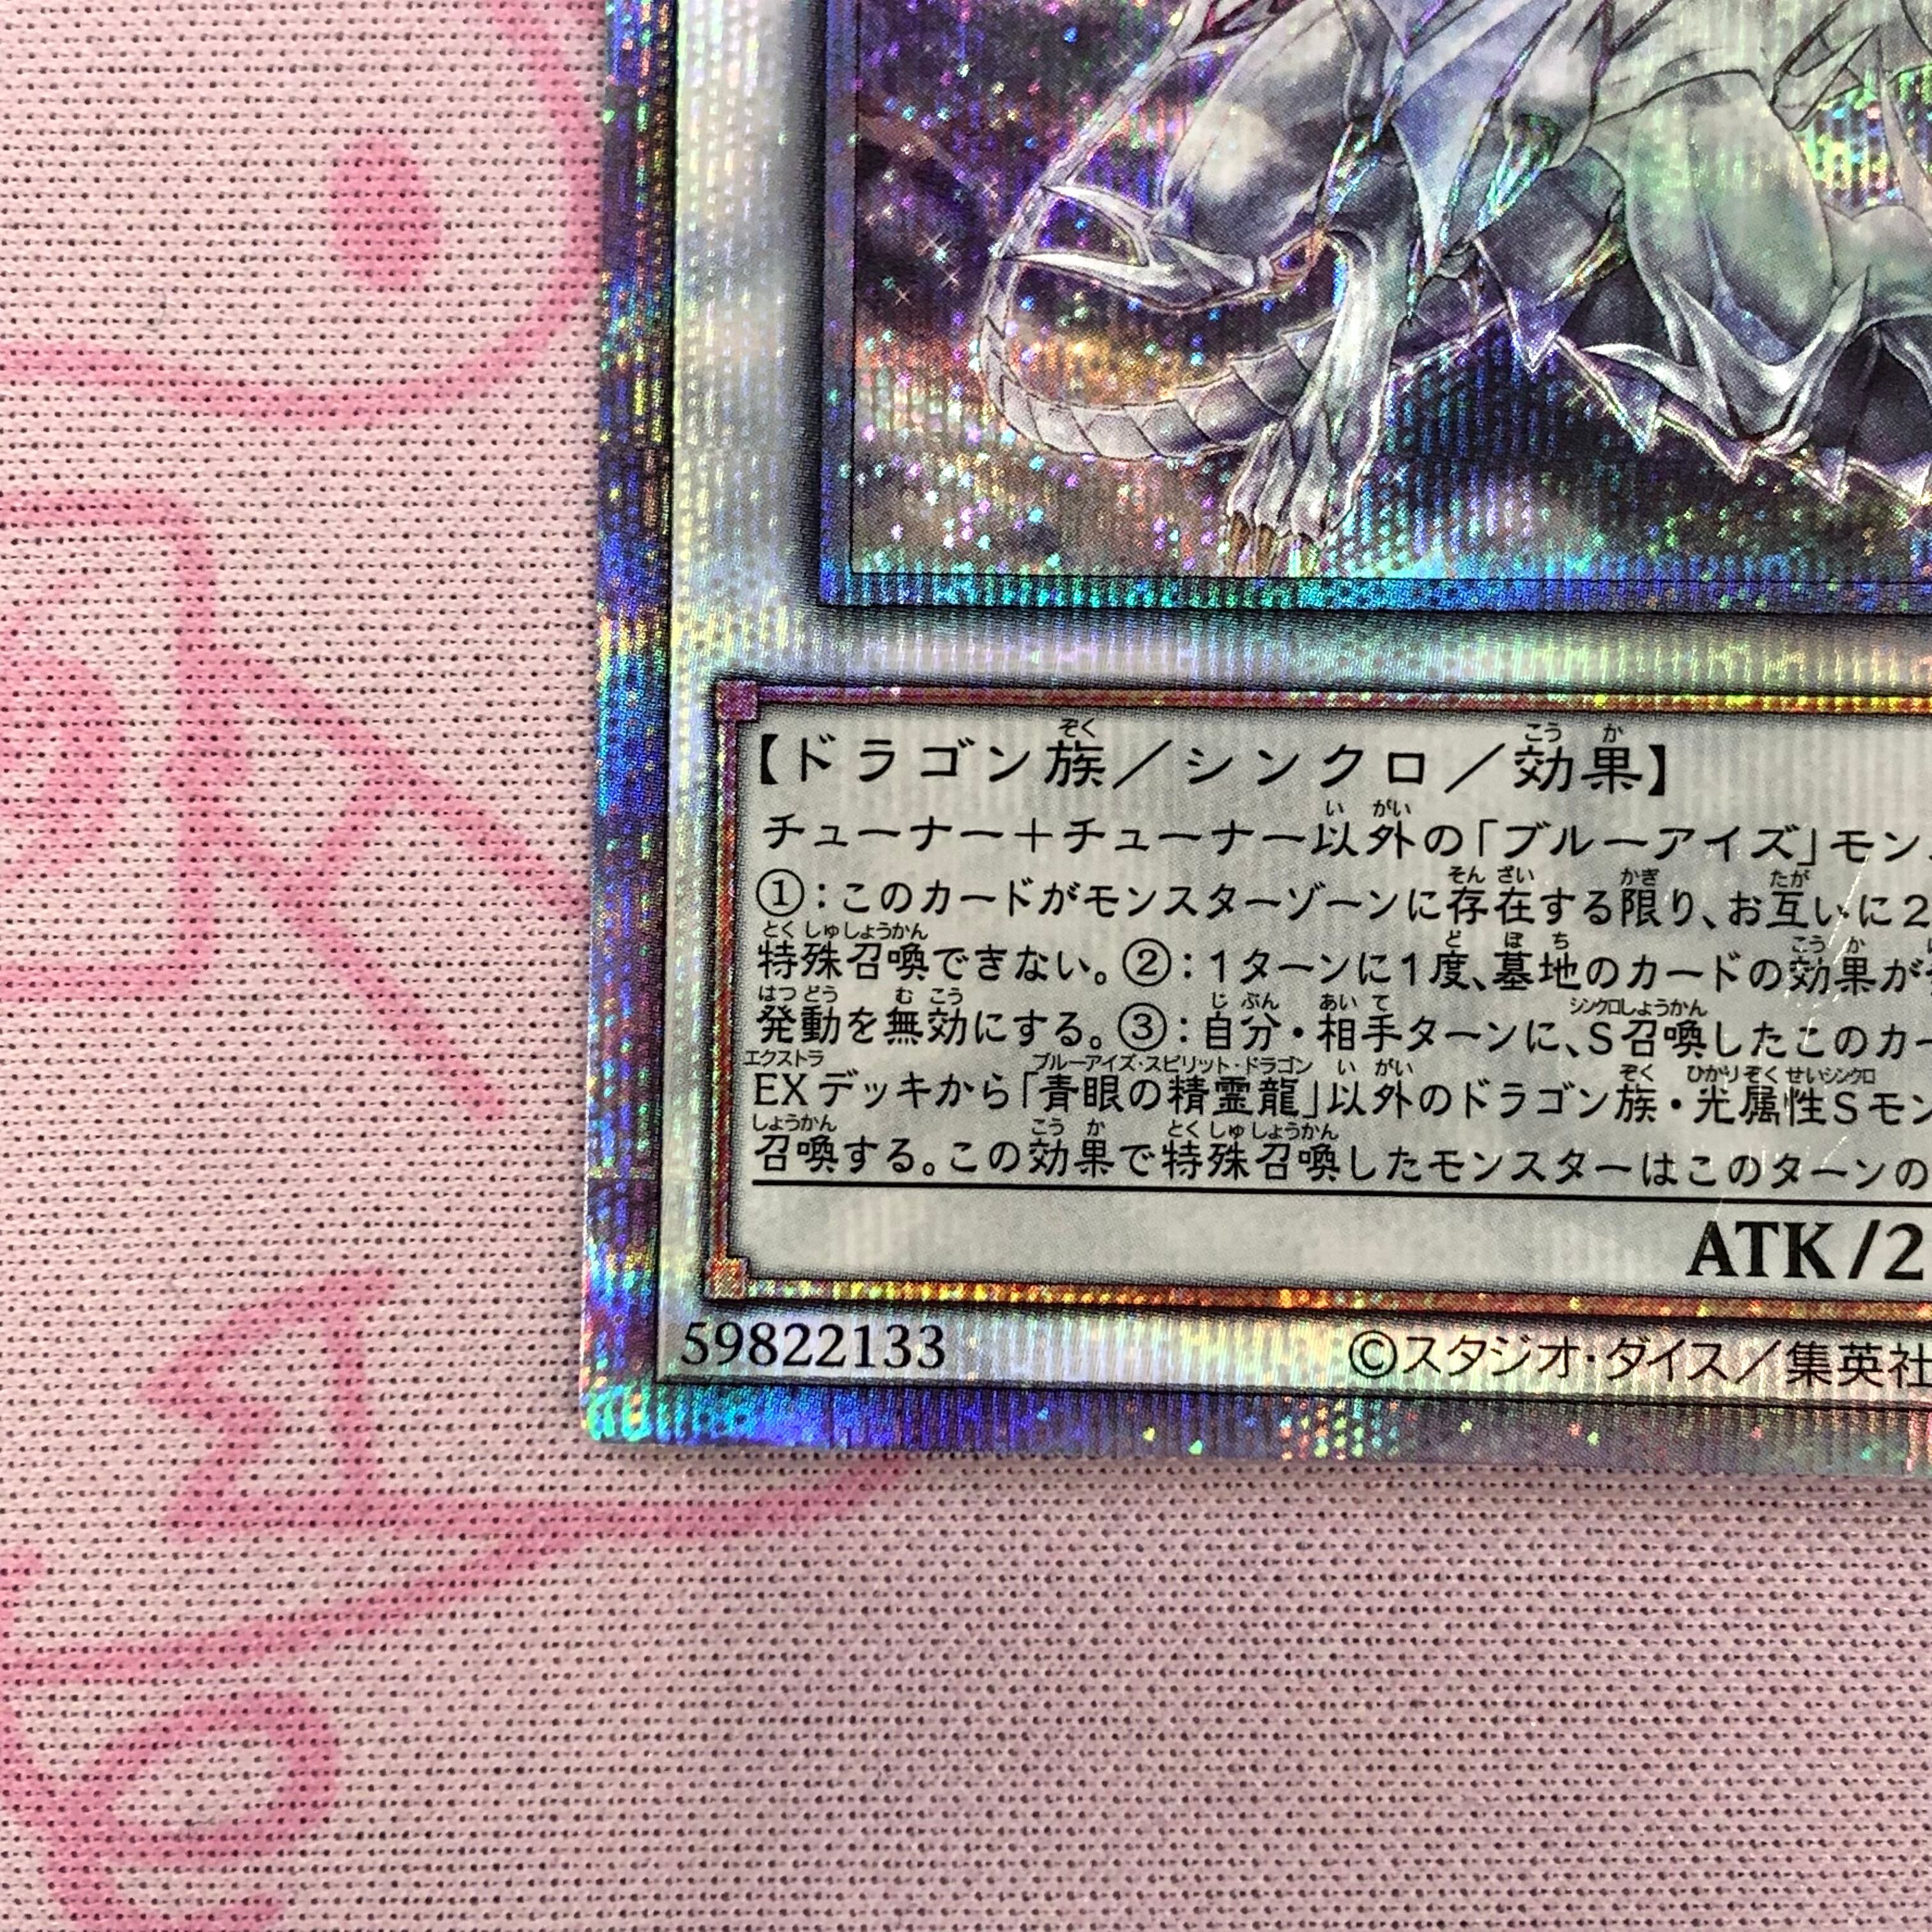 【ドラゴン族／シンクロ／効果】
チューナー＋チューナー以外の「ブルーアイズ」モン
①：このカードがモンスターゾーンに存在する限り、お互いに２
特殊召喚できない。②：１ターンに１度、墓地のカードの効果が
発動を無効にする。③：自分・相手ターンに、S召喚したこのカー
EXデッキから「青眼の精霊龍」以外のドラゴン族・光属性Sモン
召喚する。この効果で特殊召喚したモンスターはこのターンの
ATK/2
59822133 ©スタジオ・ダイス／集英社